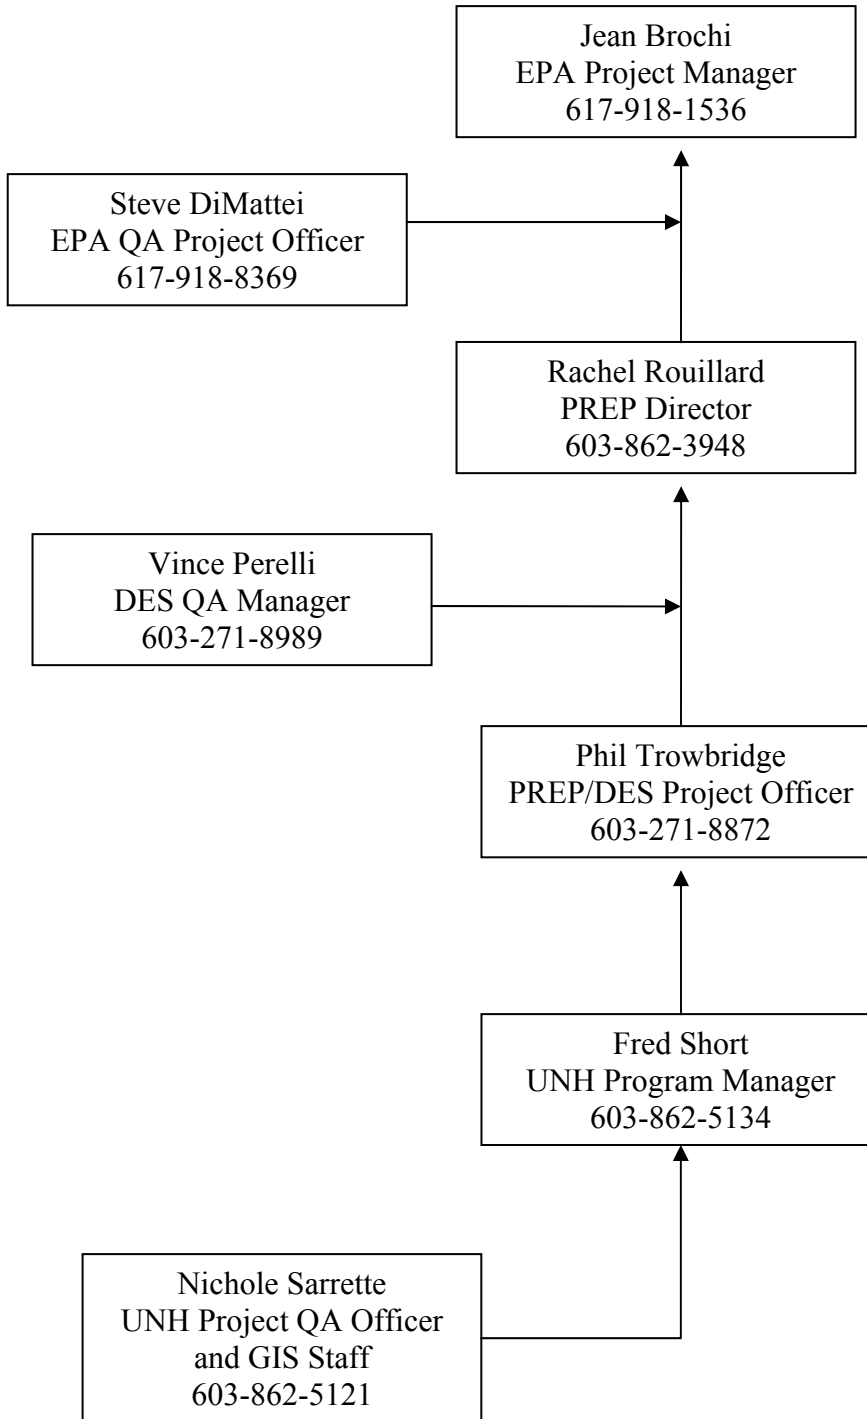 Jean Brochi
EPA Project Manager
617-918-1536
Steve DiMattei
EPA QA Project Officer
617-918-8369
Rachel Rouillard
PREP Director
603-862-3948
Vince Perelli
DES QA Manager
603-271-8989
Phil Trowbridge
PREP/DES Project Officer
603-271-8872
Fred Short
UNH Program Manager
603-862-5134
Nichole Sarrette
UNH Project QA Officer
and GIS Staff
603-862-5121